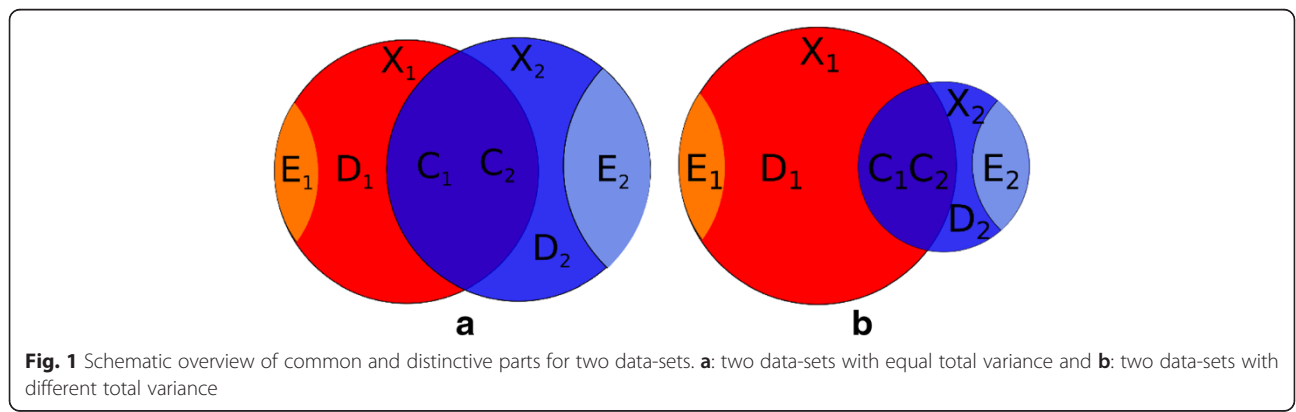 X₁ X₂ X₁
X₂
E₁ D₁ C₁ C₂ E₂ E₁ D₁ C₁C₂ E₂
D₂ D₂
a b
Fig. 1 Schematic overview of common and distinctive parts for two data-sets. a: two data-sets with equal total variance and b: two data-sets with
different total variance